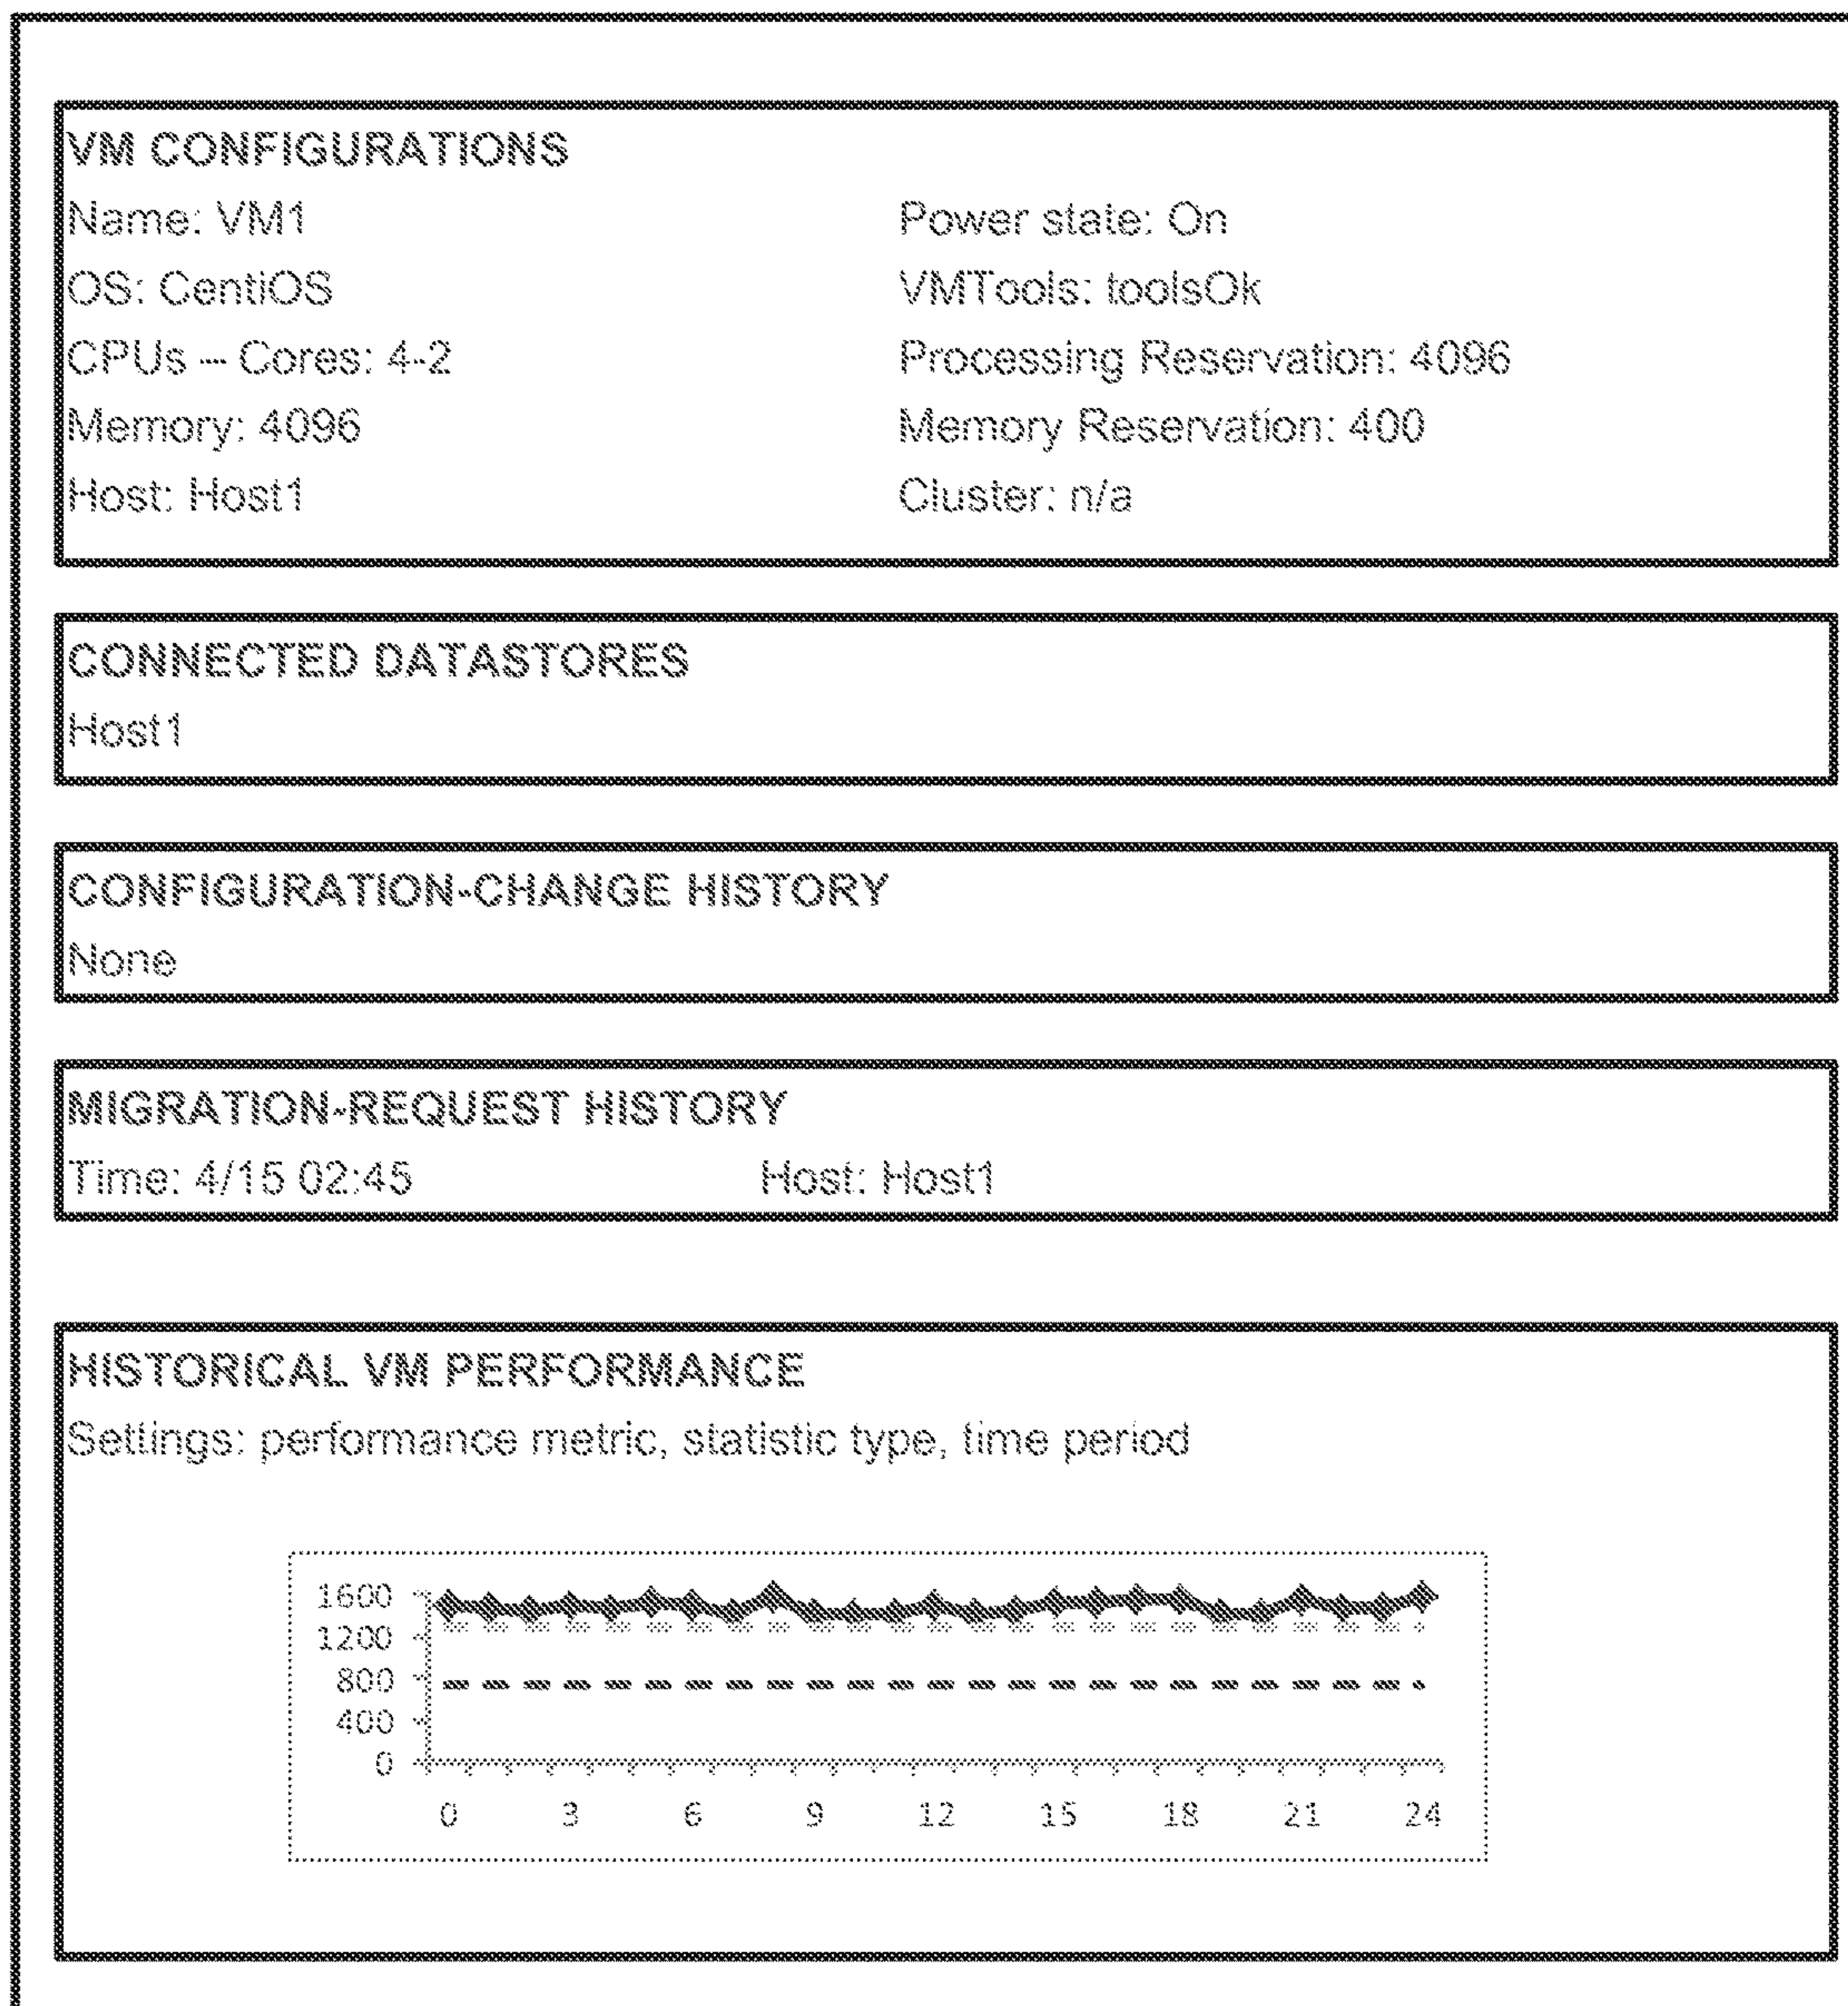 VM CONFIGURATIONS
Name: VM1 Power state: On
OS: CentiOS VMTools: toolsOk
CPUs – Cores: 4-2 Processing Reservation: 4096
Memory: 4096 Memory Reservation: 400
Host: Host1 Cluster: n/a
CONNECTED DATASTORES
Host1
CONFIGURATION-CHANGE HISTORY
None
MIGRATION-REQUEST HISTORY
Time: 4/15 02:45 Host: Host1
HISTORICAL VM PERFORMANCE
Settings: performance metric, statistic type, time period
1600
1200
800
400
0
0 3 6 9 12 15 18 21 24